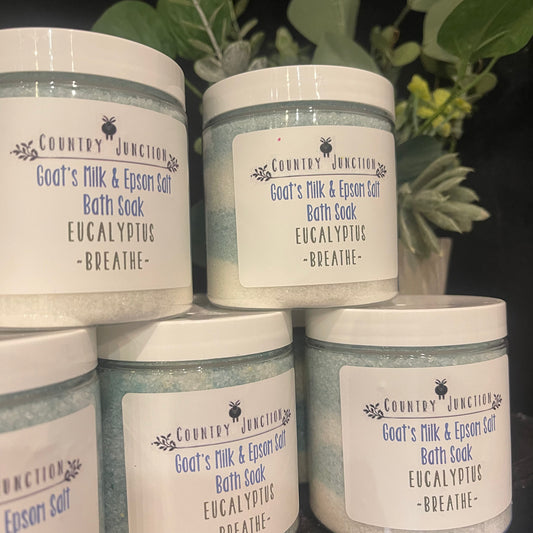 Country Junction
Goat's Milk & Epsom Salt
Bath Soak
EUCALYPTUS
~BREATHE~
Country Junction
Goat's Milk & Epsom Salt
Bath Soak
EUCALYPTUS
~BREATHE~
unction
Epsom Salt
Country Junction
Goat's Milk & Epsom Salt
Bath Soak
EUCALYPTUS
~BREATHE~
Country Junction
Goat's Milk & Epsom Salt
Bath Soak
EUCALYPTUS
~BREATHE~